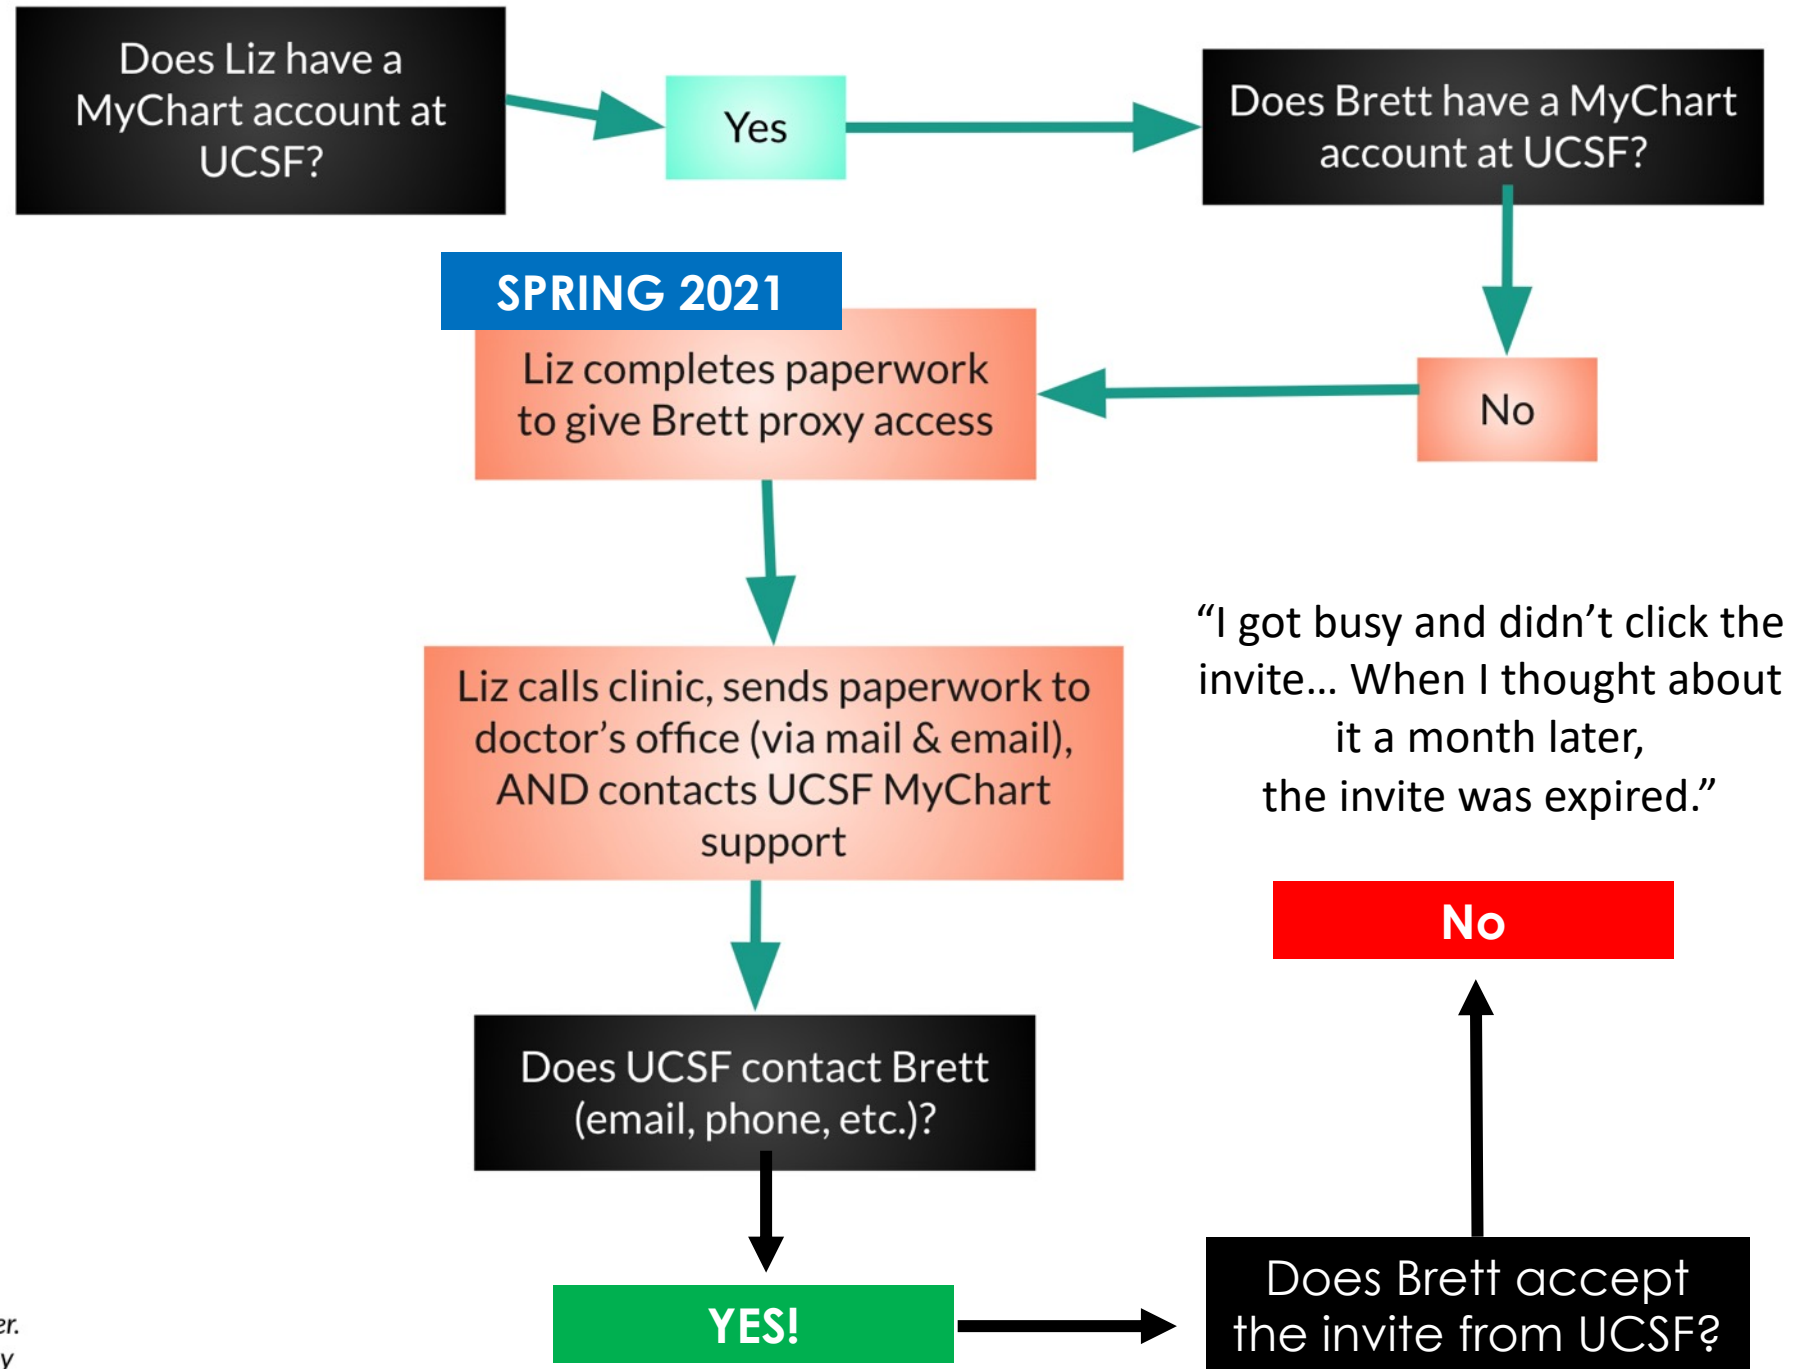 Does Liz have a
MyChart account at
UCSF?
Yes
Does Brett have a MyChart
account at UCSF?
No
SPRING 2021
Liz completes paperwork
to give Brett proxy access
Liz calls clinic, sends paperwork to
doctor’s office (via mail & email),
AND contacts UCSF MyChart
support
Does UCSF contact Brett
(email, phone, etc.)?
YES!
Does Brett accept
the invite from UCSF?
No
“I got busy and didn’t click the
invite… When I thought about
it a month later,
the invite was expired.”